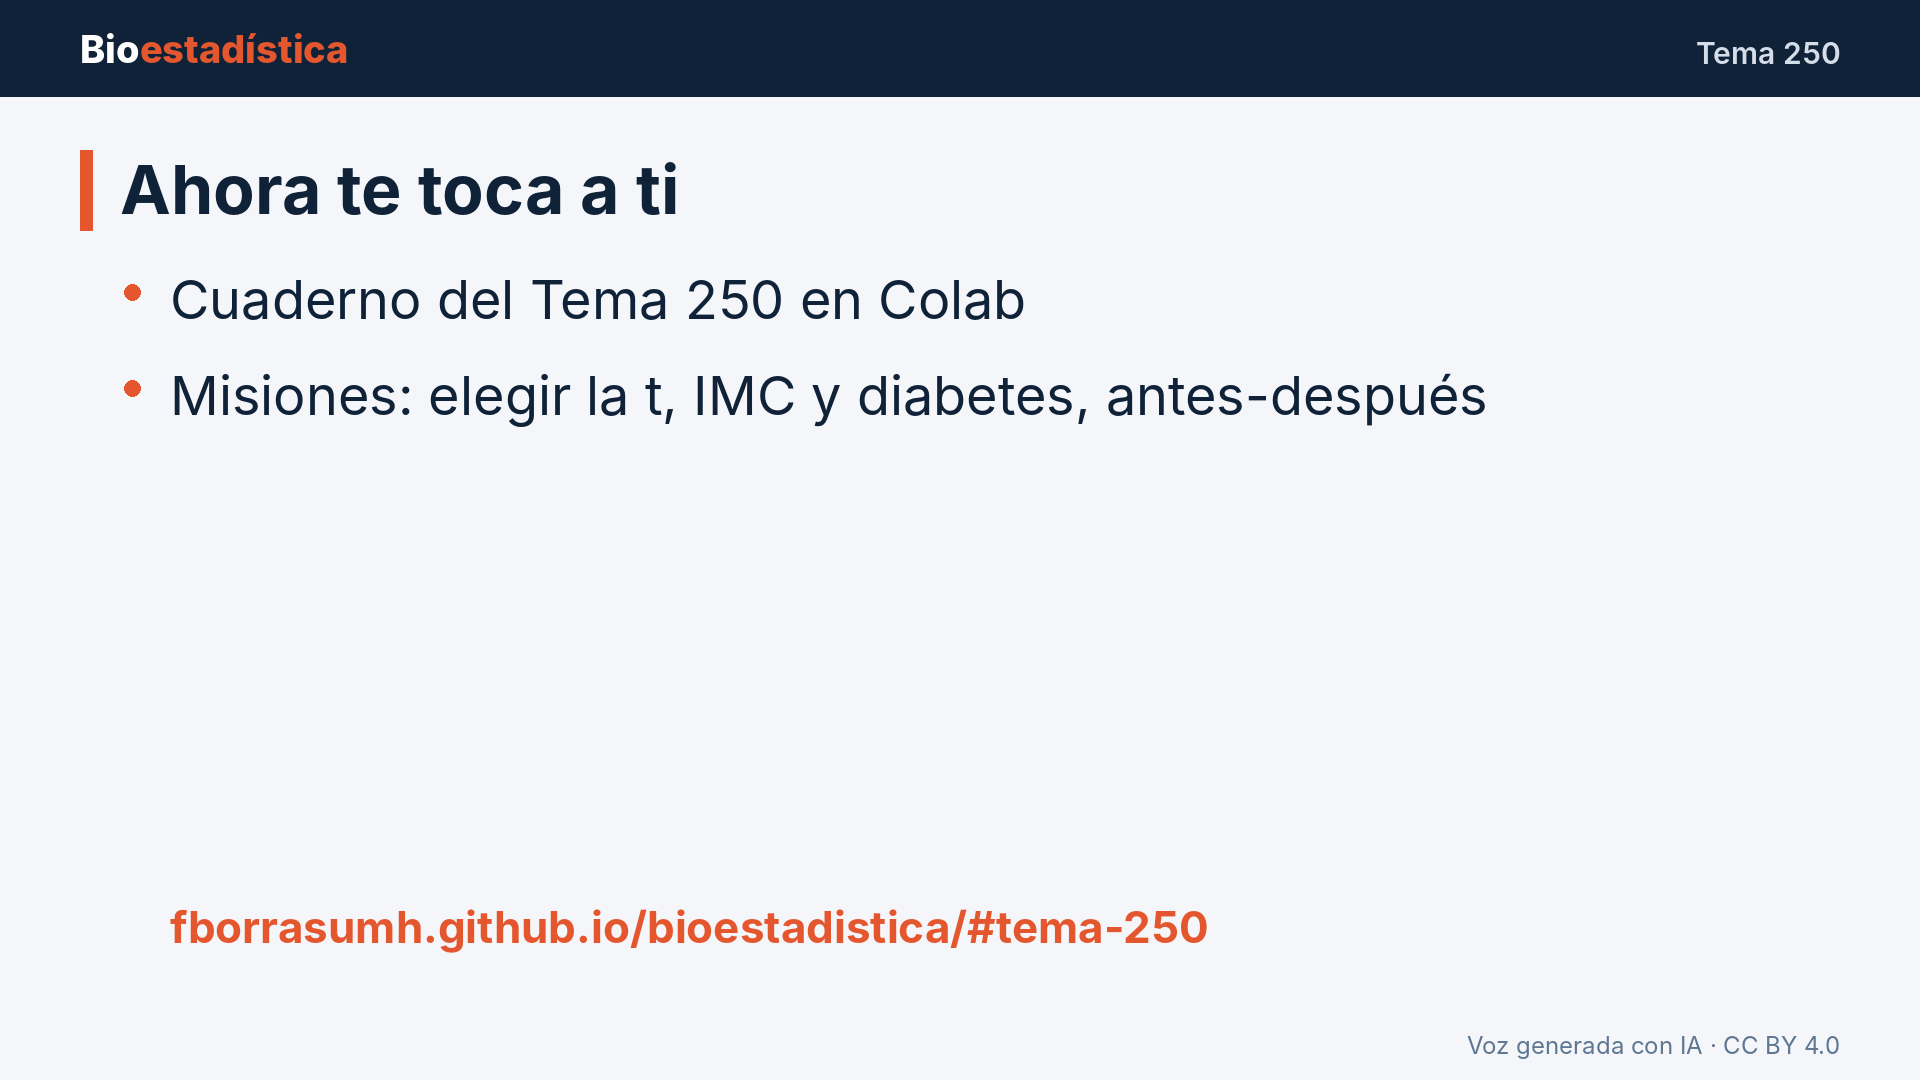 Bioestadística
Tema 250
Ahora te toca a ti
• Cuaderno del Tema 250 en Colab
• Misiones: elegir la t, IMC y diabetes, antes-después
fborrasumh.github.io/bioestadistica/#tema-250
Voz generada con IA · CC BY 4.0